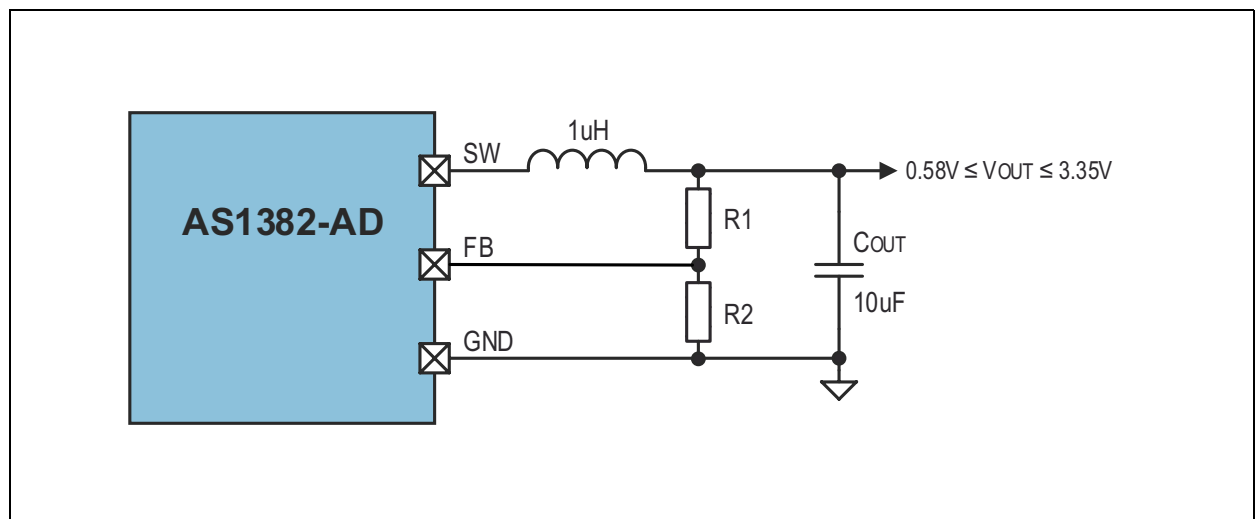 1uH
SW
0.58V ≤ VOUT ≤ 3.35V
R1
AS1382-AD
FB
COUT
10uF
R2
GND